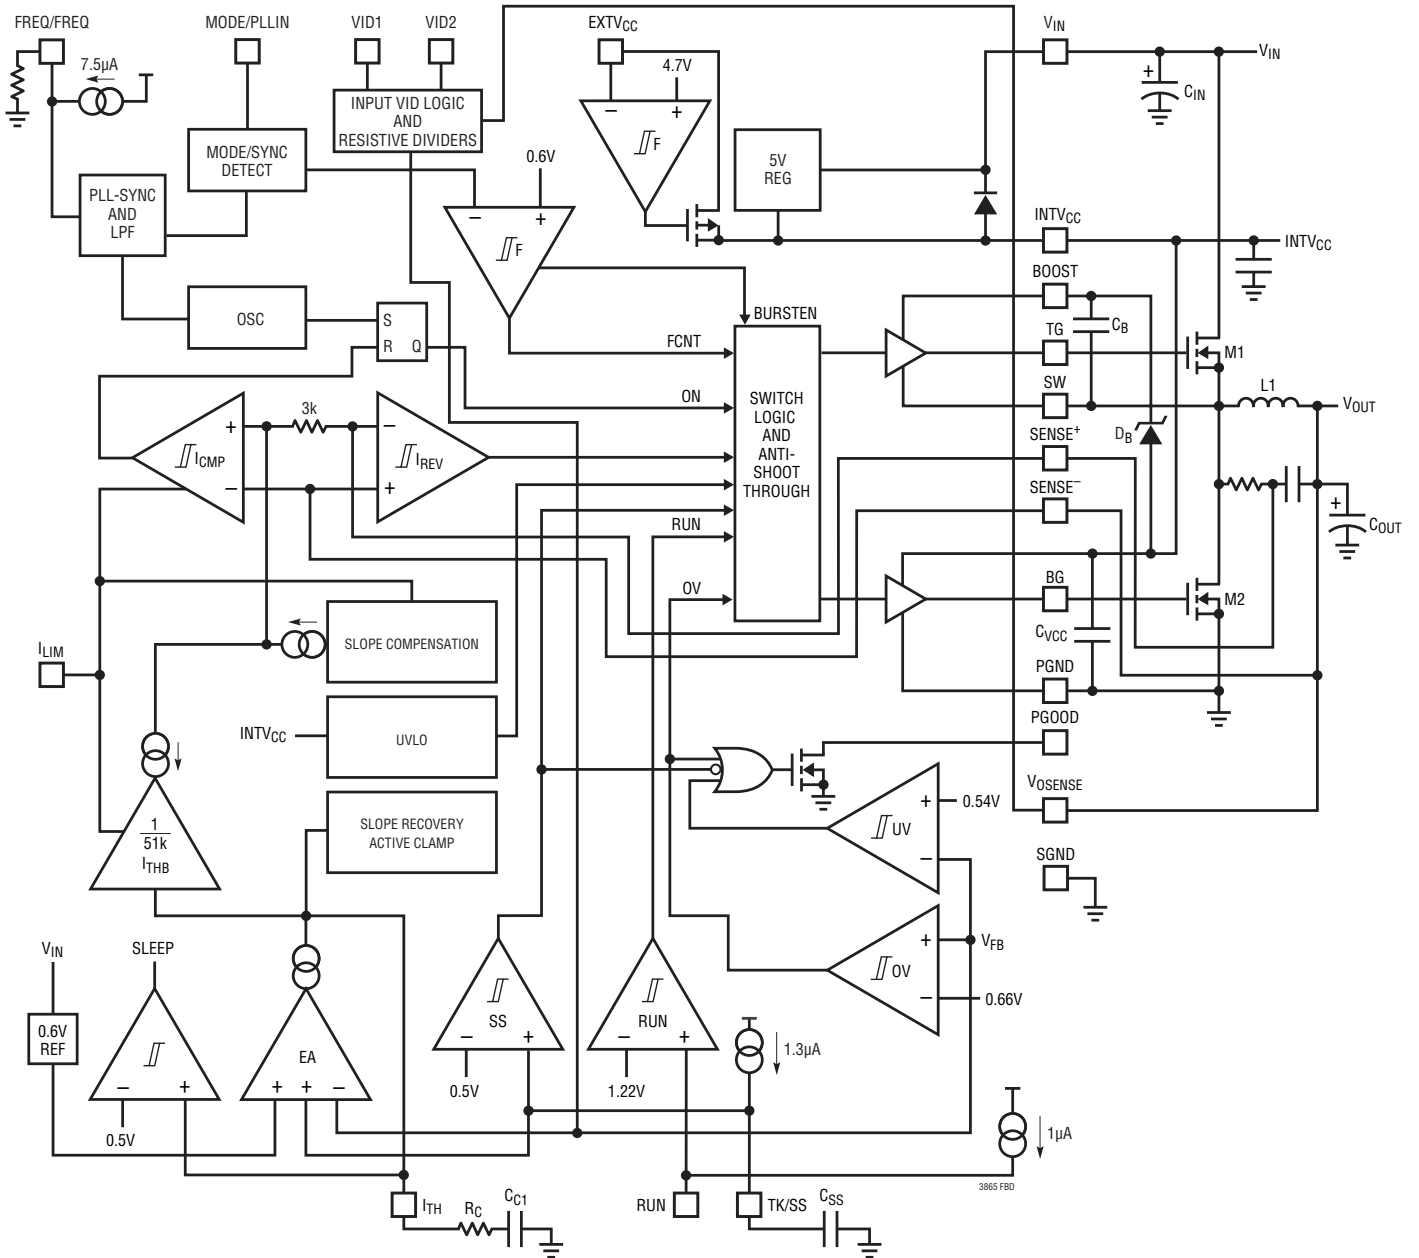 FREQ/FREQ
MODE/PLLIN
VID1
VID2
EXTVCC
VIN
VIN
7.5µA
4.7V
+
CIN
INPUT VID LOGIC
AND
RESISTIVE DIVIDERS
−
+
F
MODE/SYNC
DETECT
0.6V
5V
REG
PLL-SYNC
AND
LPF
−
+
F
INTVCC
INTVCC
BOOST
OSC
S
R
Q
BURSTEN
FCNT
CB
TG
M1
3k
ON
SWITCH
LOGIC
AND
ANTI-
SHOOT
THROUGH
SW
L1
VOUT
+
ICMP
−
−
IREV
+
SENSE+
DB
SENSE−
RUN
+
COUT
OV
BG
M2
SLOPE COMPENSATION
CVCC
ILIM
PGND
INTVCC
UVLO
PGOOD
1
51k
ITHB
SLOPE RECOVERY
ACTIVE CLAMP
+
0.54V
UV
−
VOSENSE
SGND
VIN
SLEEP
+
VFB
OV
−
0.66V
0.6V
REF
−
+
EA
+
+
−
SS
−
+
RUN
−
+
1.3µA
0.5V
0.5V
1.22V
1µA
3865 FBD
ITH
RC
CC1
RUN
TK/SS
CSS